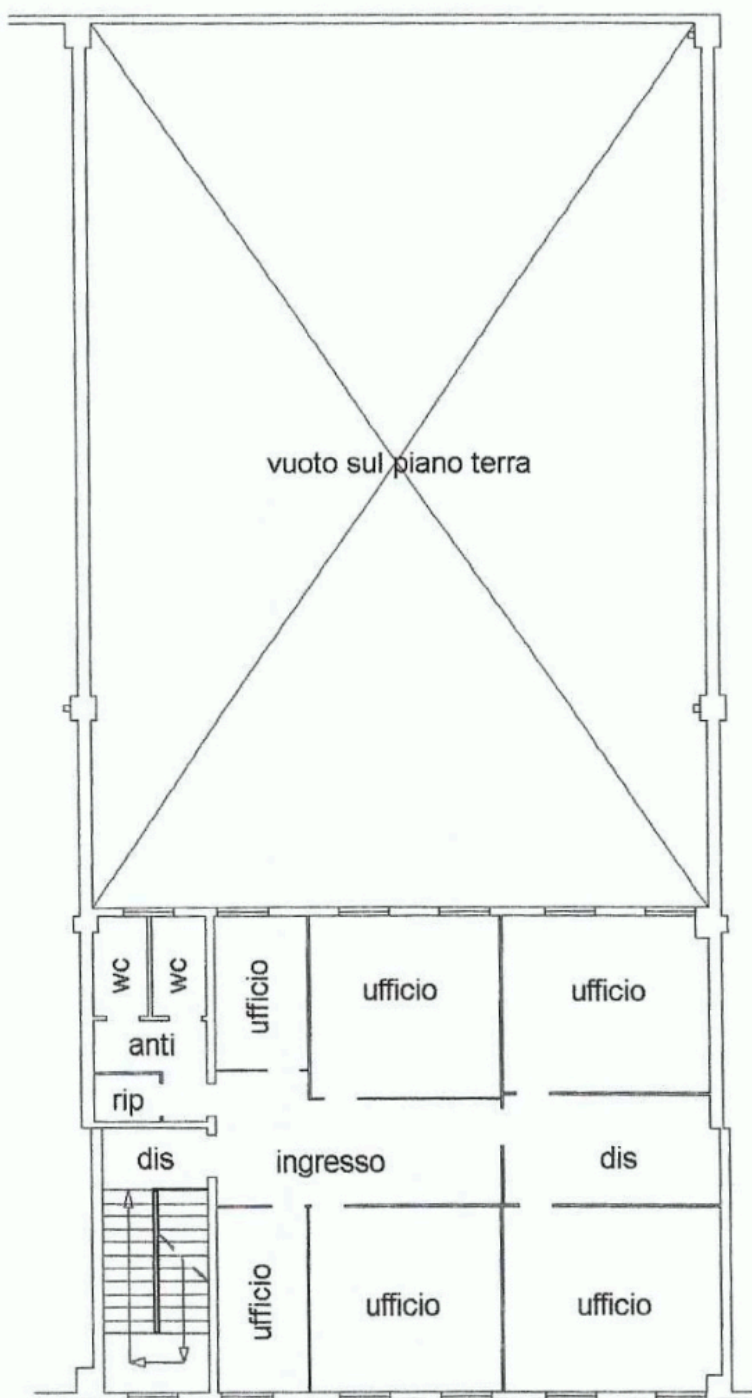 vuoto sul piano terra
wc
wc
ufficio
ufficio
ufficio
anti
rip
dis
ingresso
dis
ufficio
ufficio
ufficio